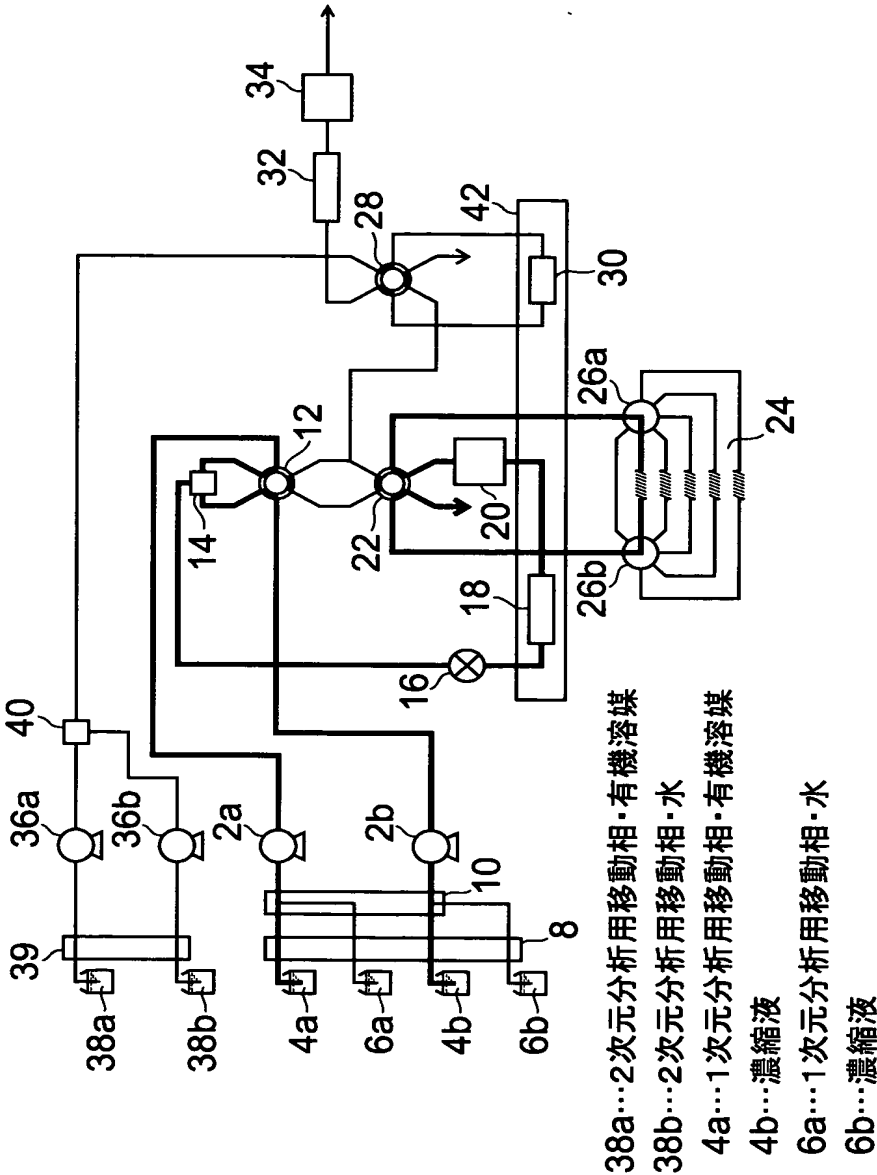 34
32
28
42
30
12
14
22
20
26a
24
26b
18
16
40
36a
36b
2a
2b
10
8
39
38a
38b
4a
6a
4b
6b
38a…2次元分析用移動相・有機溶媒
38b…2次元分析用移動相・水
4a…1次元分析用移動相・有機溶媒
4b…濃縮液
6a…1次元分析用移動相・水
6b…濃縮液